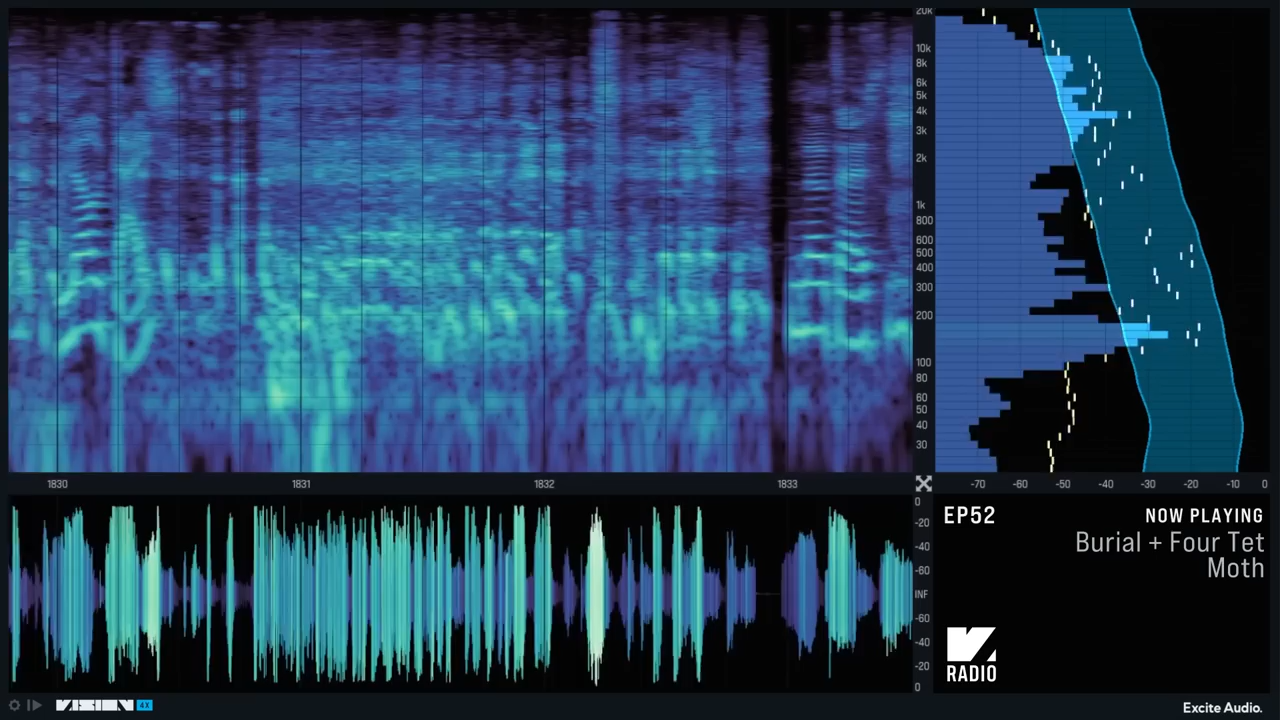 20k
10k
8k
6k
5k
4k
3k
2k
1k
800
600
500
400
300
200
100
80
60
50
40
30
1830 1831 1832 1833
-70 -60 -50 -40 -30 -20 -10 0
0
-20
-40
-60
INF
-60
-40
-20
0
EP52
NOW PLAYING
Burial + Four Tet
Moth
RADIO
VISION 4X
Excite Audio.